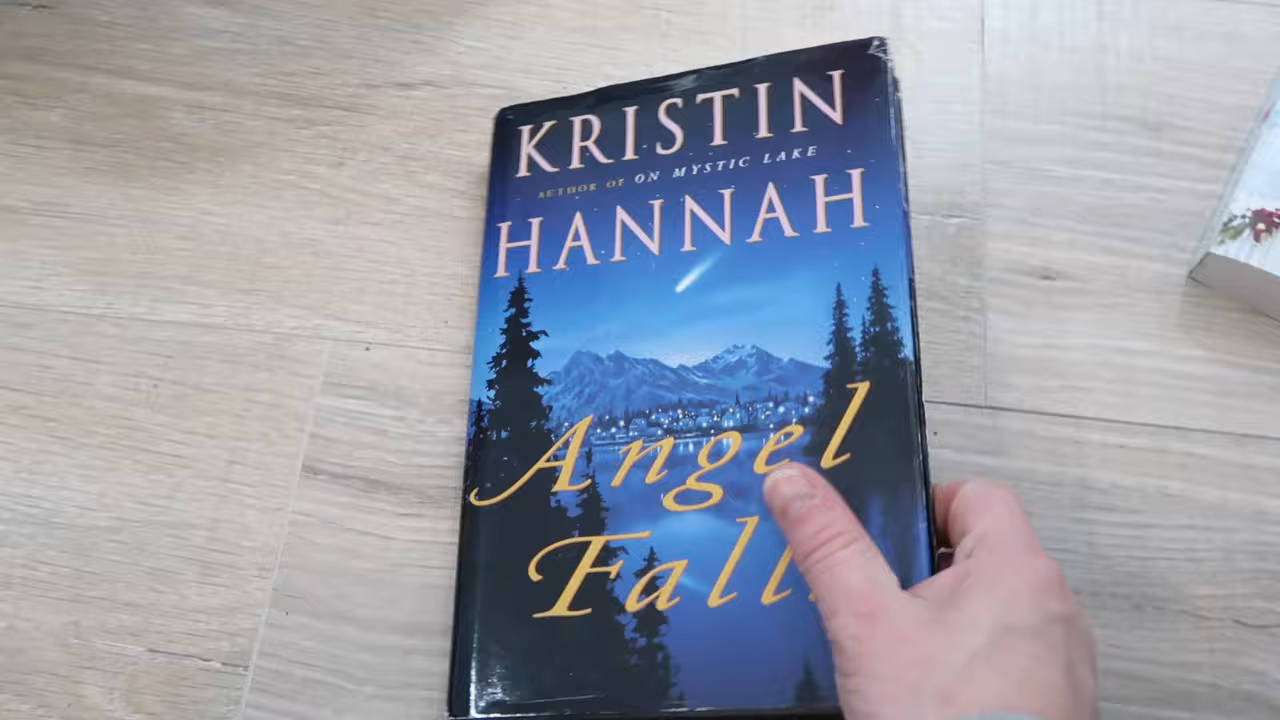 KRISTIN
AUTHOR OF ON MYSTIC LAKE
HANNAH
Angel
Fall